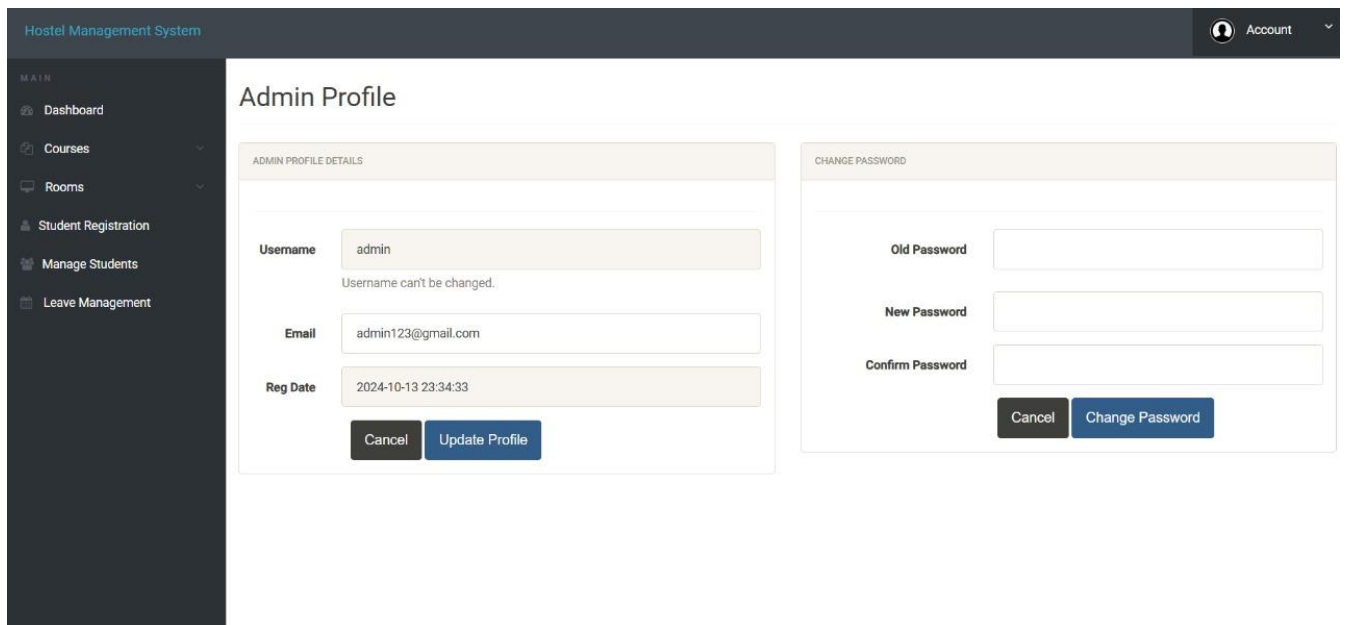 Hostel Management System
Account
MAIN
Dashboard
Courses
Rooms
Student Registration
Manage Students
Leave Management
Admin Profile
ADMIN PROFILE DETAILS
Username
admin
Username can't be changed.
Email
admin123@gmail.com
Reg Date
2024-10-13 23:34:33
Cancel
Update Profile
CHANGE PASSWORD
Old Password
New Password
Confirm Password
Cancel
Change Password